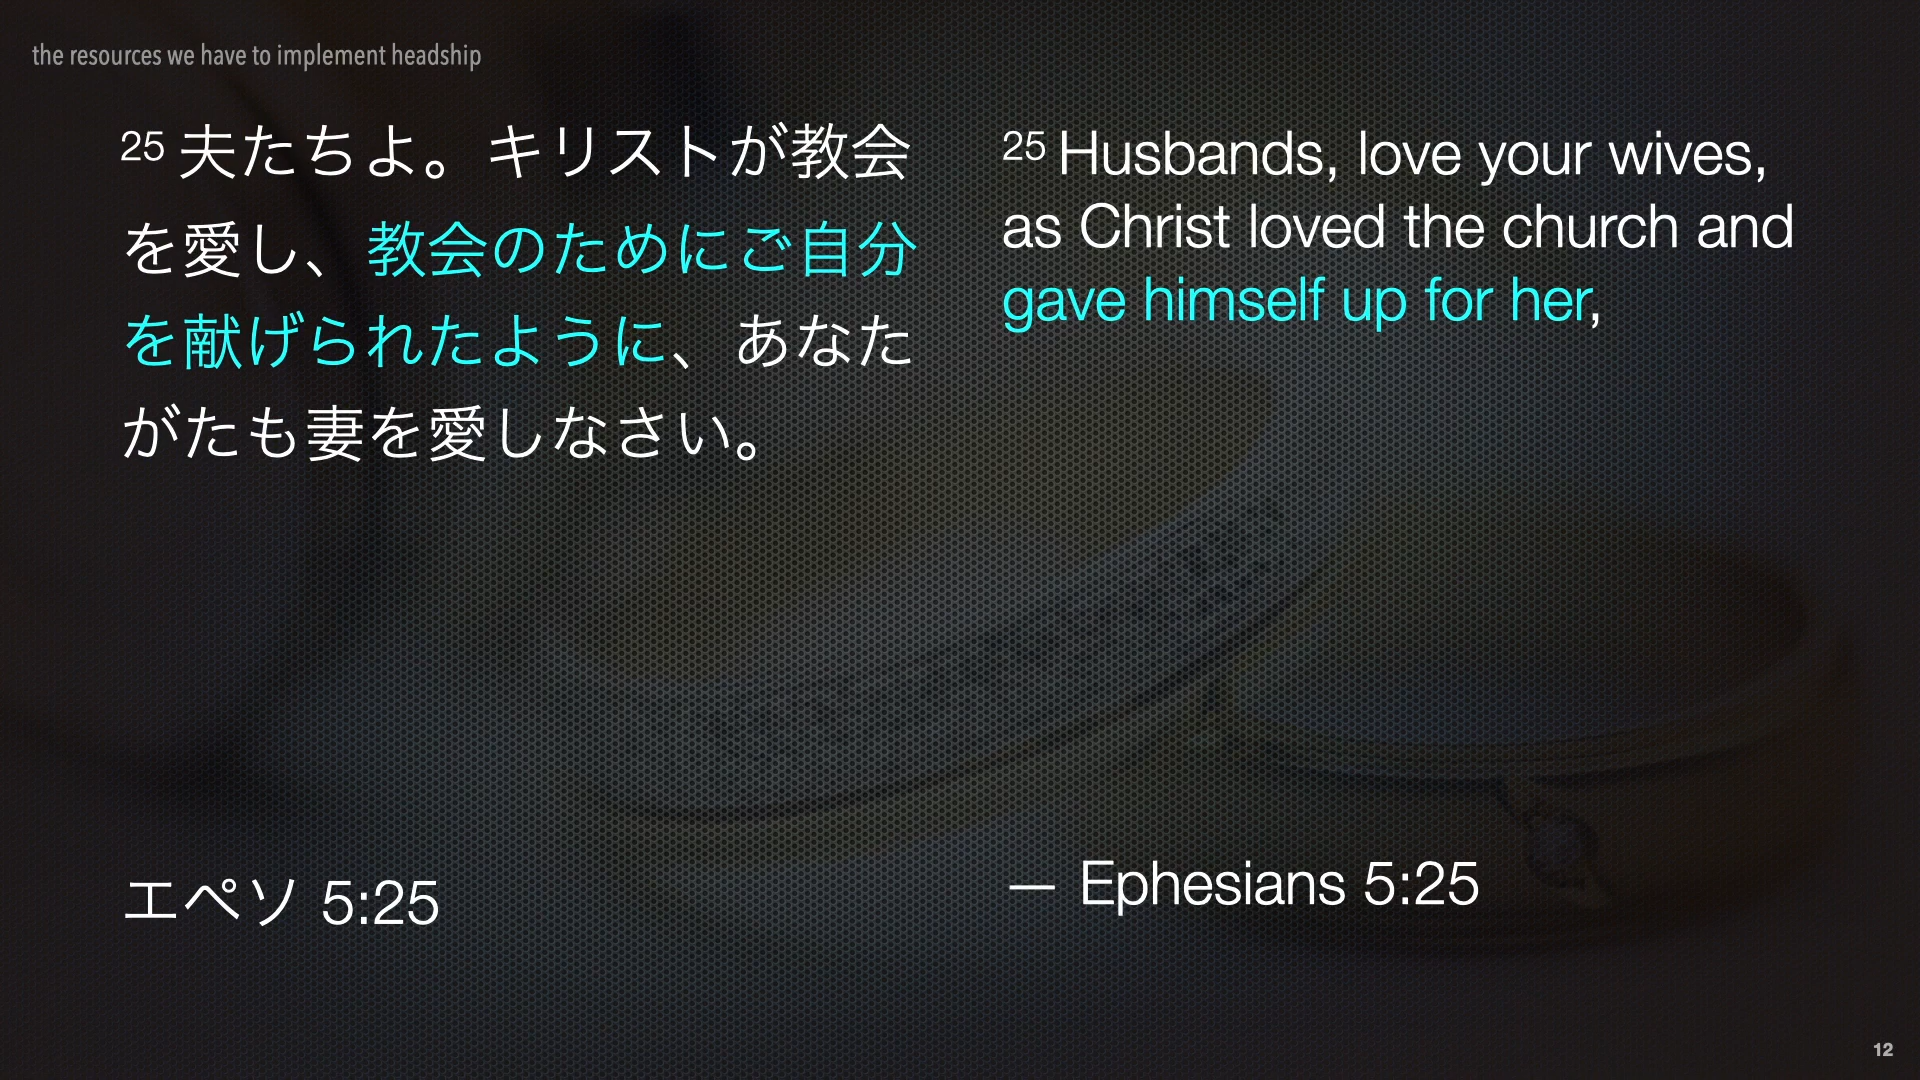 the resources we have to implement headship
25 夫たちよ。キリストが教会
を愛し、教会のためにご自分
を献げられたように、あなた
がたも妻を愛しなさい。
エペソ 5:25
25 Husbands, love your wives,
as Christ loved the church and
gave himself up for her,
— Ephesians 5:25
12